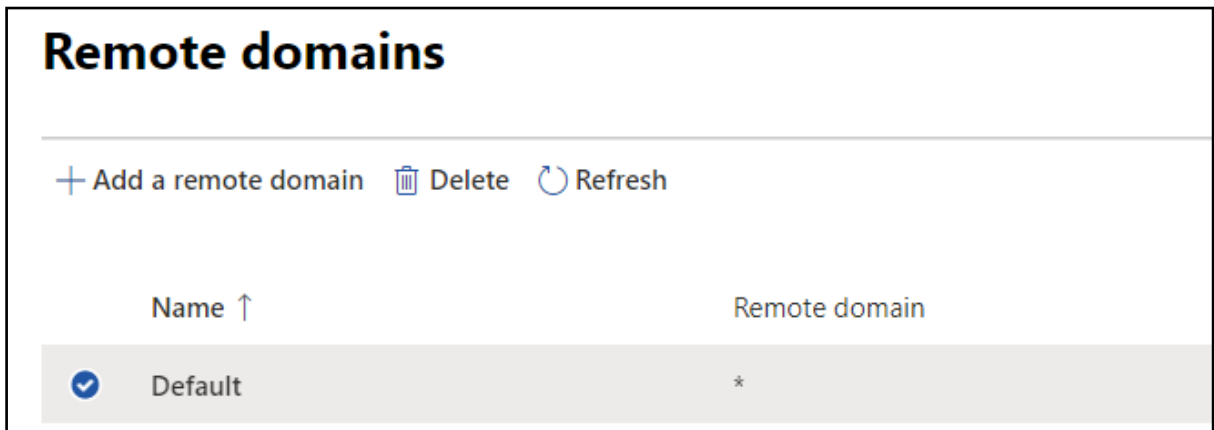 Remote domains
Add a remote domain Delete Refresh
Name ↑ Remote domain
Default *